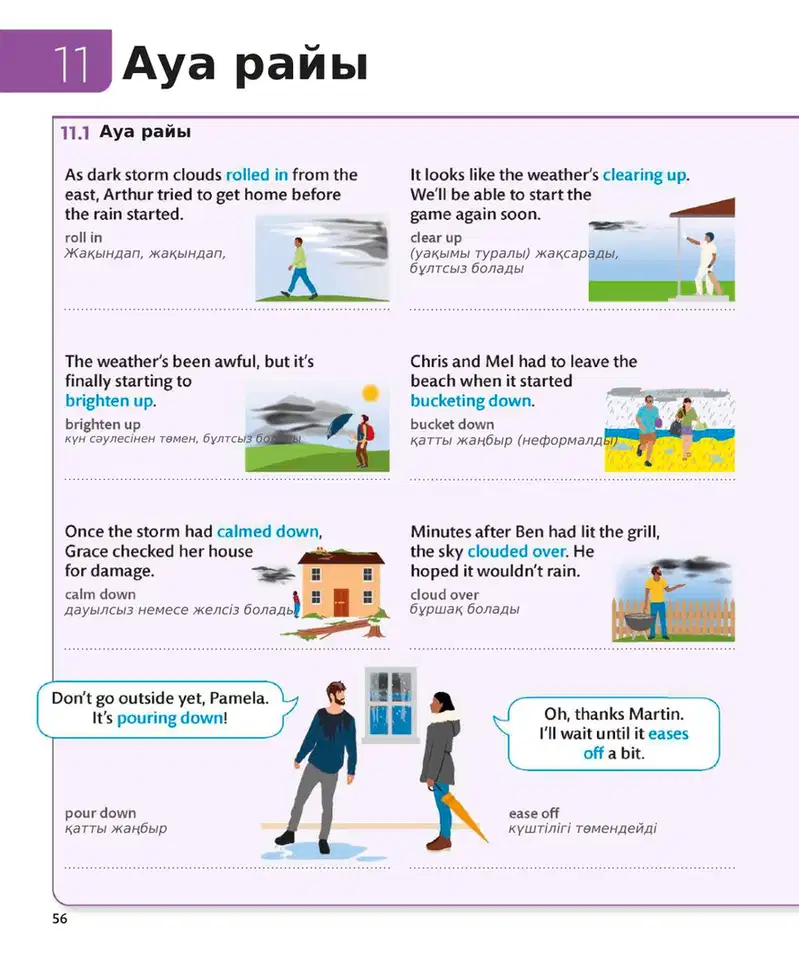 11 Ауа райы
11.1 Ауа райы
As dark storm clouds rolled in from the
east, Arthur tried to get home before
the rain started.
roll in
Жақындап, жақындап,
It looks like the weather's clearing up.
We'll be able to start the
game again soon.
clear up
(уақымы туралы) жақсарады,
бұлтсыз болады
The weather's been awful, but it's
finally starting to
brighten up.
brighten up
күн сәулесінен төмен, бұлтсыз болады
Chris and Mel had to leave the
beach when it started
bucketing down.
bucket down
қатты жаңбыр (неформалды)
Once the storm had calmed down,
Grace checked her house
for damage.
calm down
дауылсыз немесе желсіз болады
Minutes after Ben had lit the grill,
the sky clouded over. He
hoped it wouldn't rain.
cloud over
бұршақ болады
Don't go outside yet, Pamela.
It's pouring down!
Oh, thanks Martin.
I'll wait until it eases
off a bit.
pour down
қатты жаңбыр
ease off
күштілігі төмендейді
56